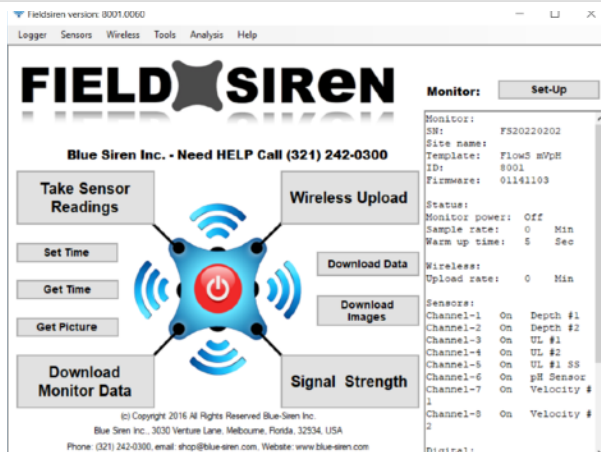 Fieldsiren version: 8001.0060
Logger Sensors Wireless Tools Analysis Help
FIELD SIReN
Blue Siren Inc. - Need HELP Call (321) 242-0300
Take Sensor
Readings
Wireless Upload
Set Time
Get Time
Get Picture
Download Data
Download
Images
Download
Monitor Data
Signal Strength
(c) Copyright 2016 All Rights Reserved Blue-Siren Inc.
Blue Siren Inc., 3030 Venture Lane, Melbourne, Florida, 32934, USA
Phone: (321) 242-0300, email: shop@blue-siren.com, Website: www.blue-siren.com
Monitor: Set-Up
Monitor:
SN: FS20220202
Site name:
Template: FlowS mVpH
ID: 8001
Firmware: 01141103
Status:
Monitor power: Off
Sample rate: 0 Min
Warm up time: 5 Sec
Wireless:
Upload rate: 0 Min
Sensors:
Channel-1 On Depth #1
Channel-2 On Depth #2
Channel-3 On UL #1
Channel-4 On UL #2
Channel-5 On UL #1 SS
Channel-6 On pH Sensor
Channel-7 On Velocity #
1
Channel-8 On Velocity #
2
Digital: